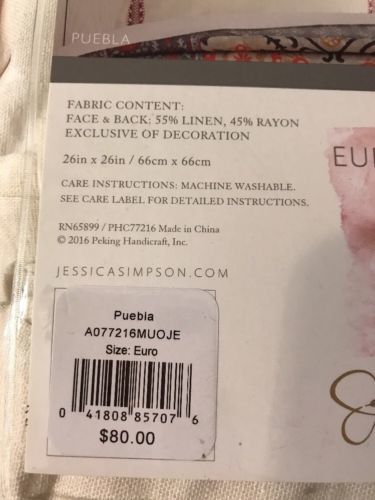 PUEBLA
FABRIC CONTENT:
FACE & BACK: 55% LINEN, 45% RAYON
EXCLUSIVE OF DECORATION
26in x 26in / 66cm x 66cm
CARE INSTRUCTIONS: MACHINE WASHABLE.
SEE CARE LABEL FOR DETAILED INSTRUCTIONS.
RN65899 / PHC77216 Made in China
© 2016 Peking Handicraft, Inc.
JESSICASIMPSON.COM
EU
Puebla
A077216MUOJE
Size: Euro
0 41808 85707 6
$80.00